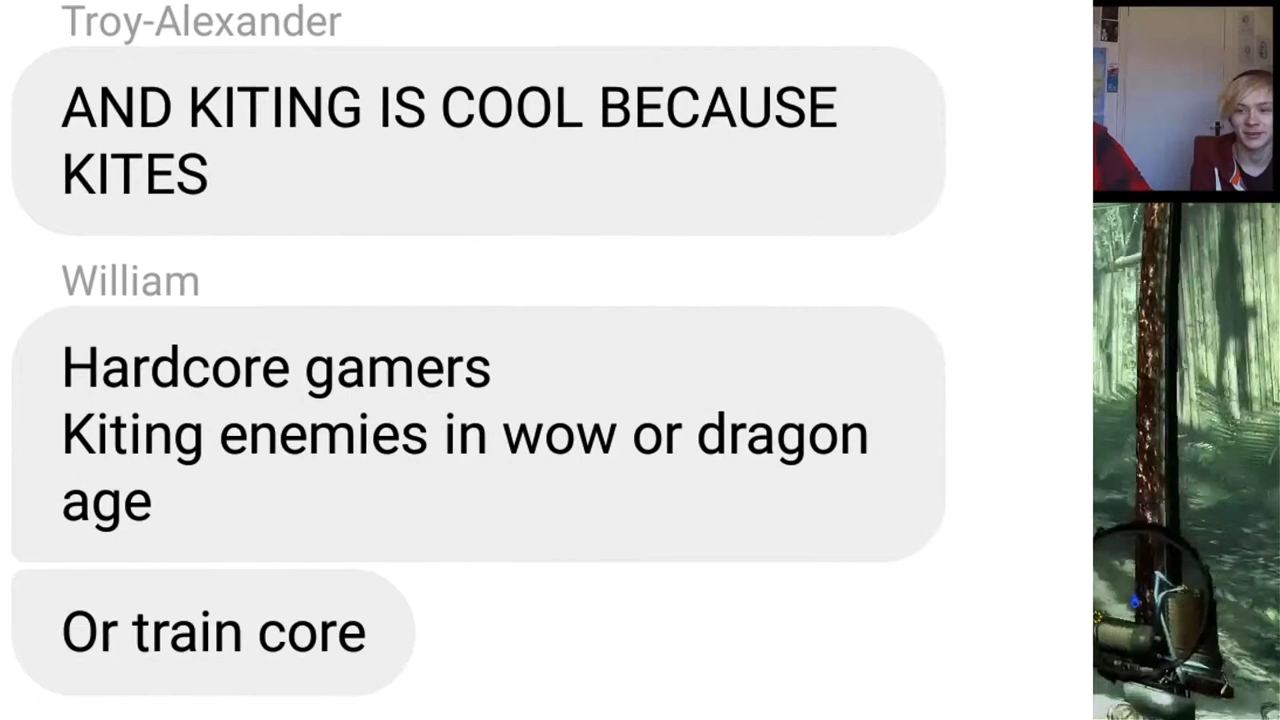 Troy-Alexander
AND KITING IS COOL BECAUSE
KITES
William
Hardcore gamers
Kiting enemies in wow or dragon
age
Or train core